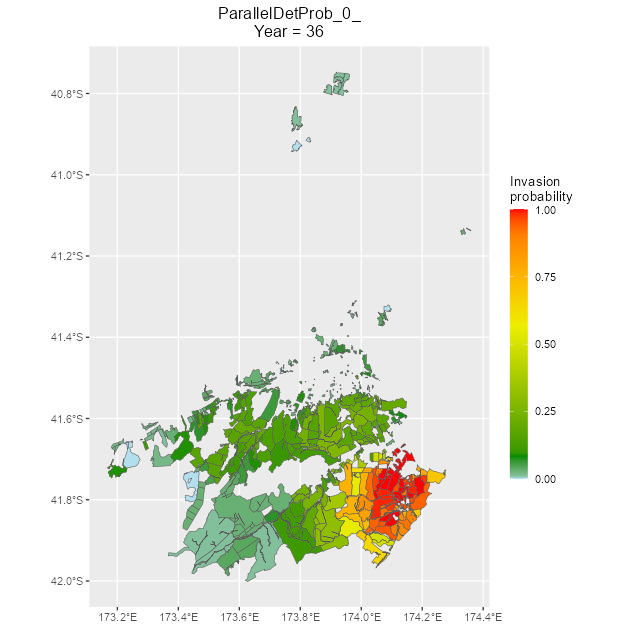 ParallelDetProb_0_
Year = 36
40.8°S
41.0°S
41.2°S
41.4°S
41.6°S
41.8°S
42.0°S
173.2°E
173.4°E
173.6°E
173.8°E
174.0°E
174.2°E
174.4°E
Invasion
probability
1.00
0.75
0.50
0.25
0.00